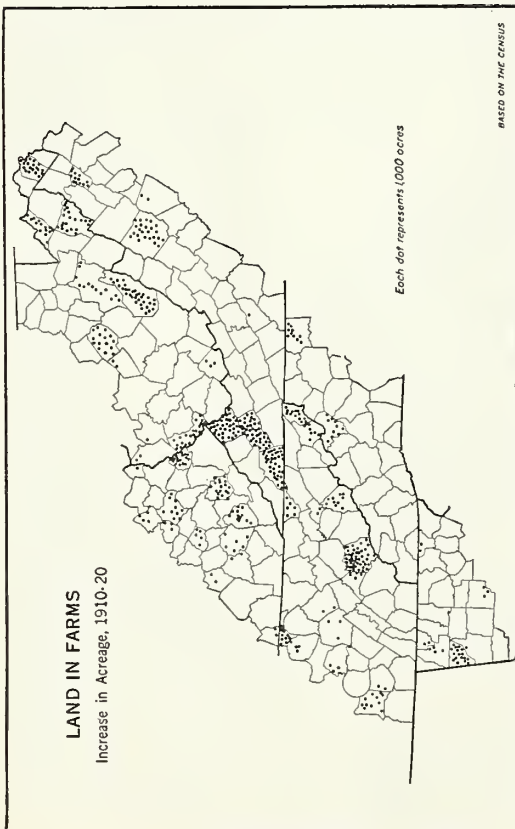 LAND IN FARMS
Increase in Acreage, 1910-20
Each dot represents 1,000 acres
BASED ON THE CENSUS